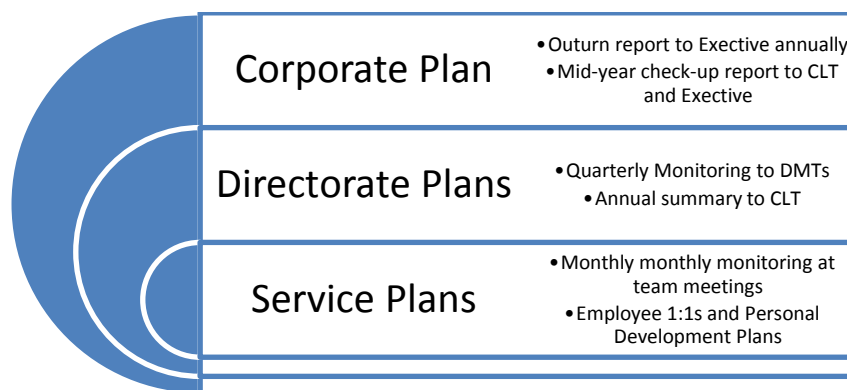 Corporate Plan
•Outurn report to Exective annually
•Mid-year check-up report to CLT
and Exective
Directorate Plans
•Quarterly Monitoring to DMTs
•Annual summary to CLT
Service Plans
•Monthly monthly monitoring at
team meetings
•Employee 1:1s and Personal
Development Plans